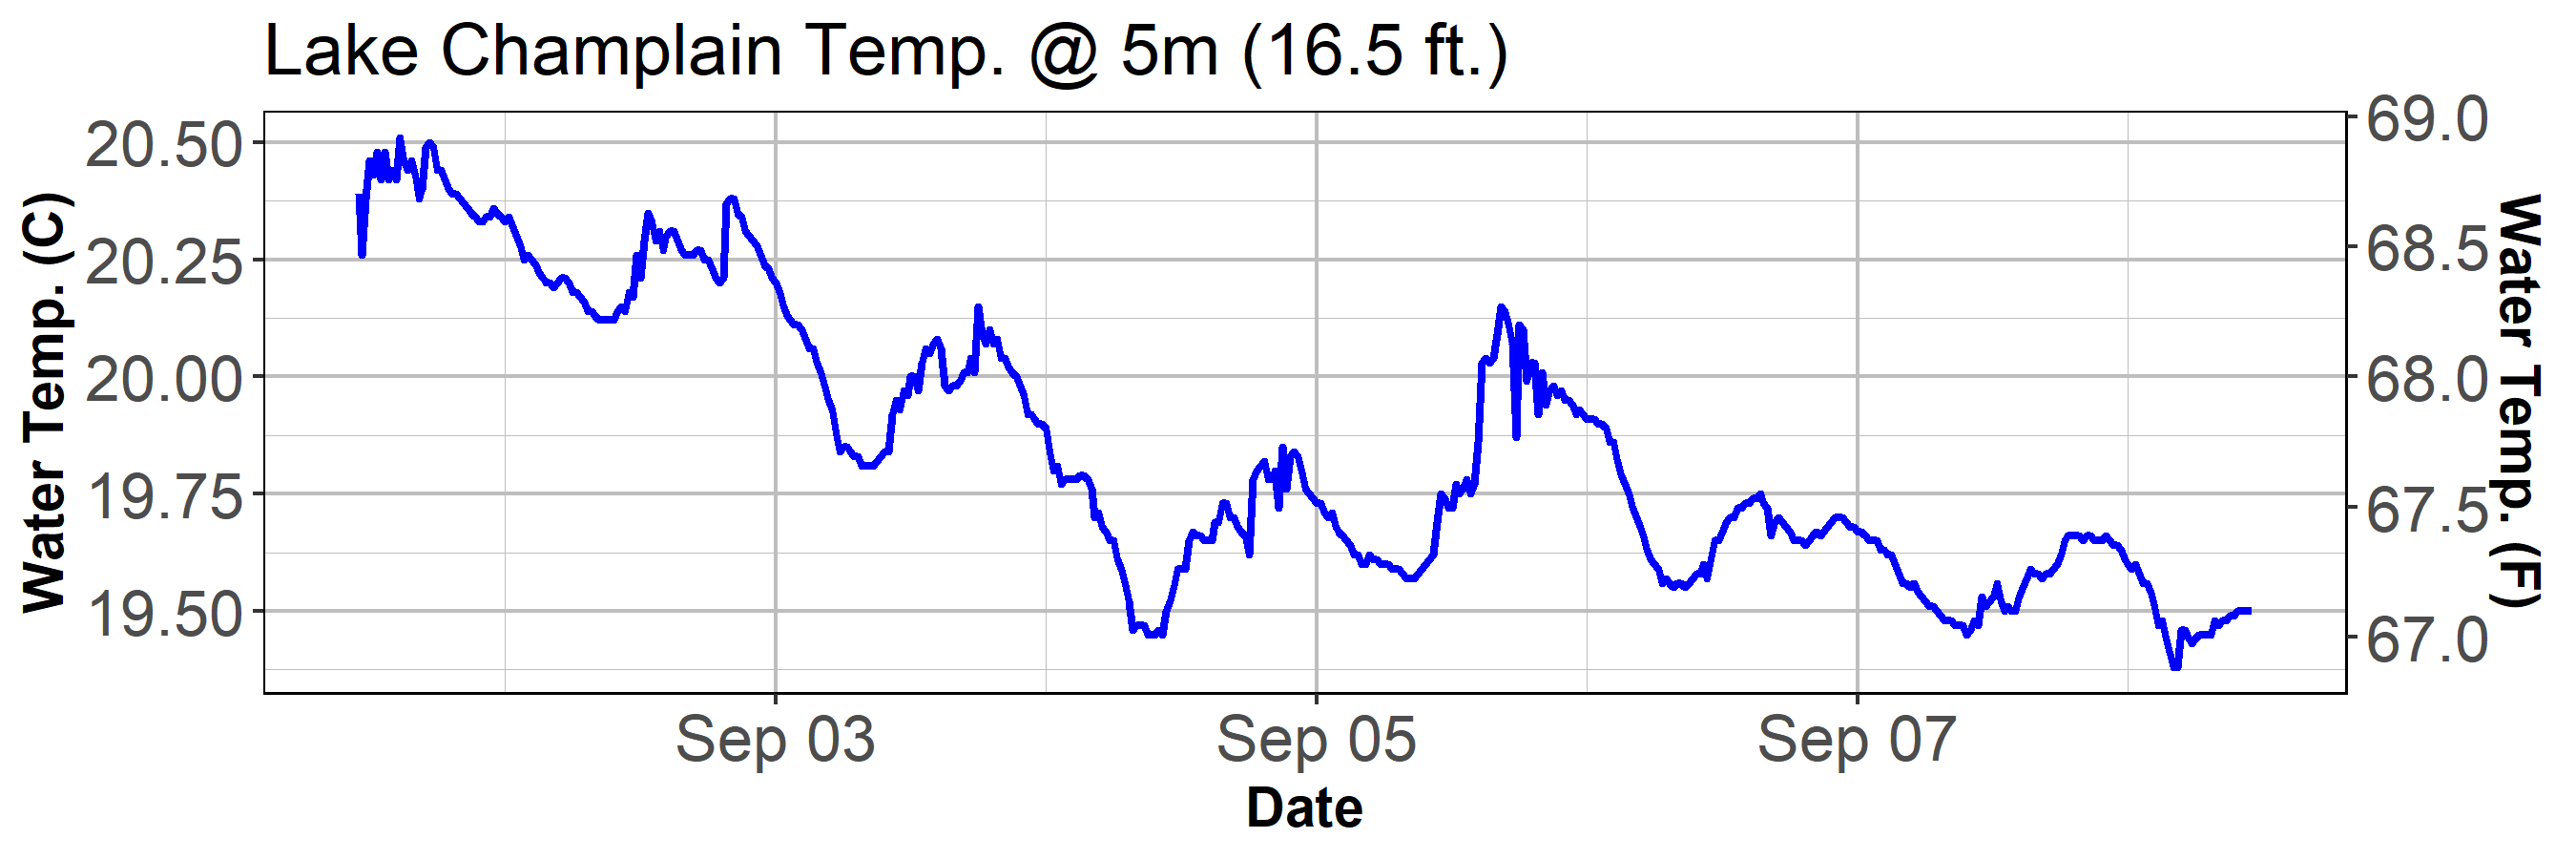 Lake Champlain Temp. @ 5m (16.5 ft.)
Water Temp. (C)
20.50
20.25
20.00
19.75
19.50
69.0
68.5
68.0
67.5
67.0
Water Temp. (F)
Sep 03
Sep 05
Sep 07
Date